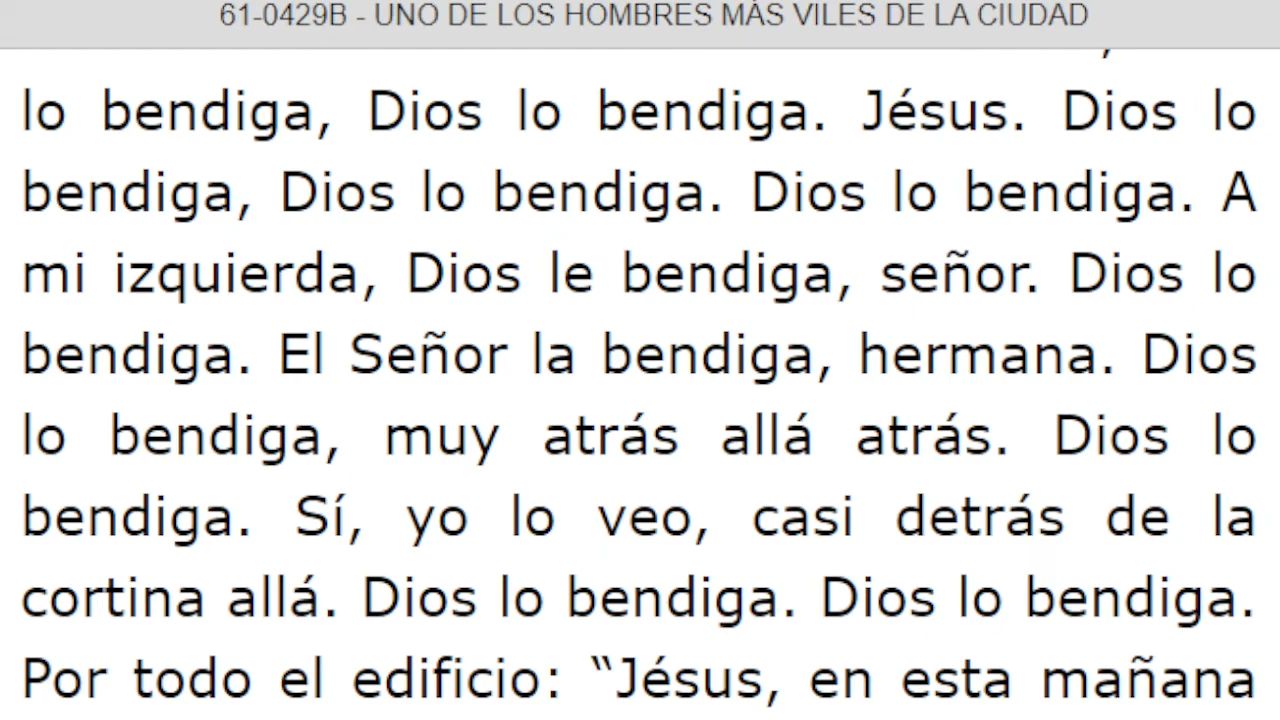 61-0429B - UNO DE LOS HOMBRES MÁS VILES DE LA CIUDAD
lo bendiga, Dios lo bendiga. Jésus. Dios lo
bendiga, Dios lo bendiga. Dios lo bendiga. A
mi izquierda, Dios le bendiga, señor. Dios lo
bendiga. El Señor la bendiga, hermana. Dios
lo bendiga, muy atrás allá atrás. Dios lo
bendiga. Sí, yo lo veo, casi detrás de la
cortina allá. Dios lo bendiga. Dios lo bendiga.
Por todo el edificio: “Jésus, en esta mañana